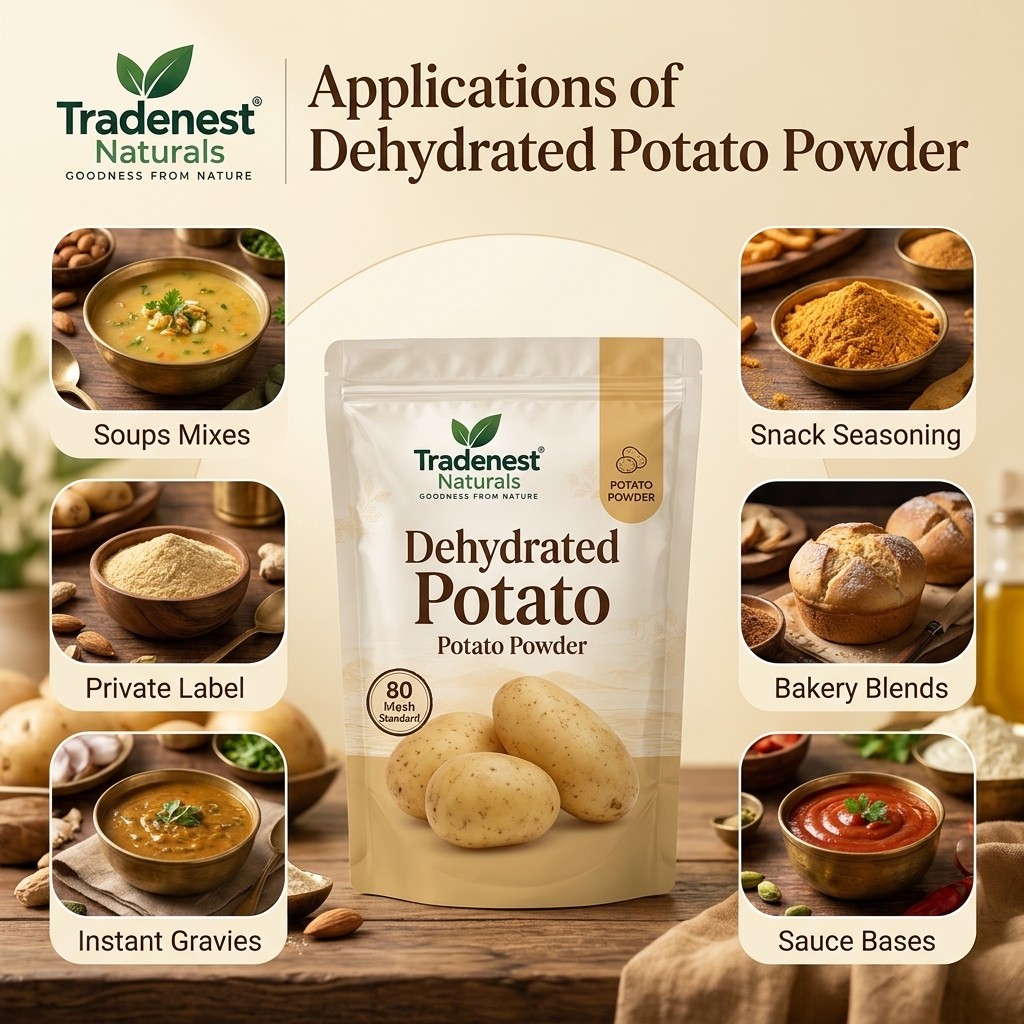 Tradenest®
Naturals
GOODNESS FROM NATURE
Applications of
Dehydrated Potato Powder
Soups Mixes
Private Label
Instant Gravies
Tradenest®
Naturals
GOODNESS FROM NATURE
POTATO
POWDER
Dehydrated
Potato
Potato Powder
80
Mesh
Standard
Snack Seasoning
Bakery Blends
Sauce Bases